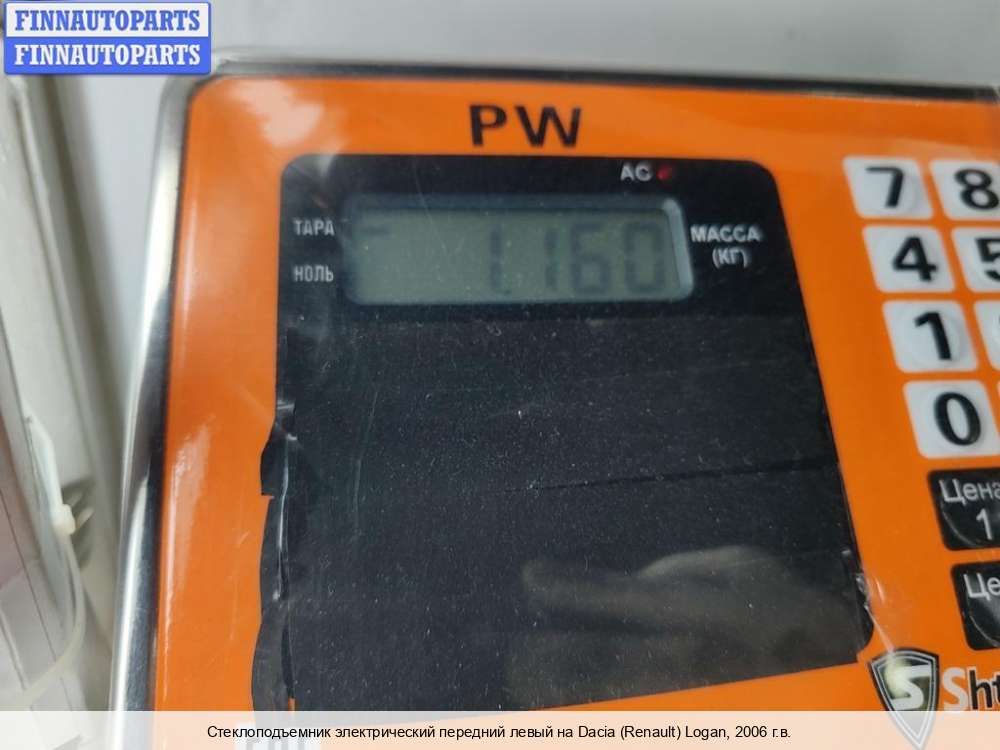 FINNAUTOPARTS
FINNAUTOPARTS
PW
AC
ТАРА
НОЛЬ
1.160
МАССА
(КГ)
7 8
4 5
1
0
Цена
1
Стеклоподъемник электрический передний левый на Dacia (Renault) Logan, 2006 г.в.